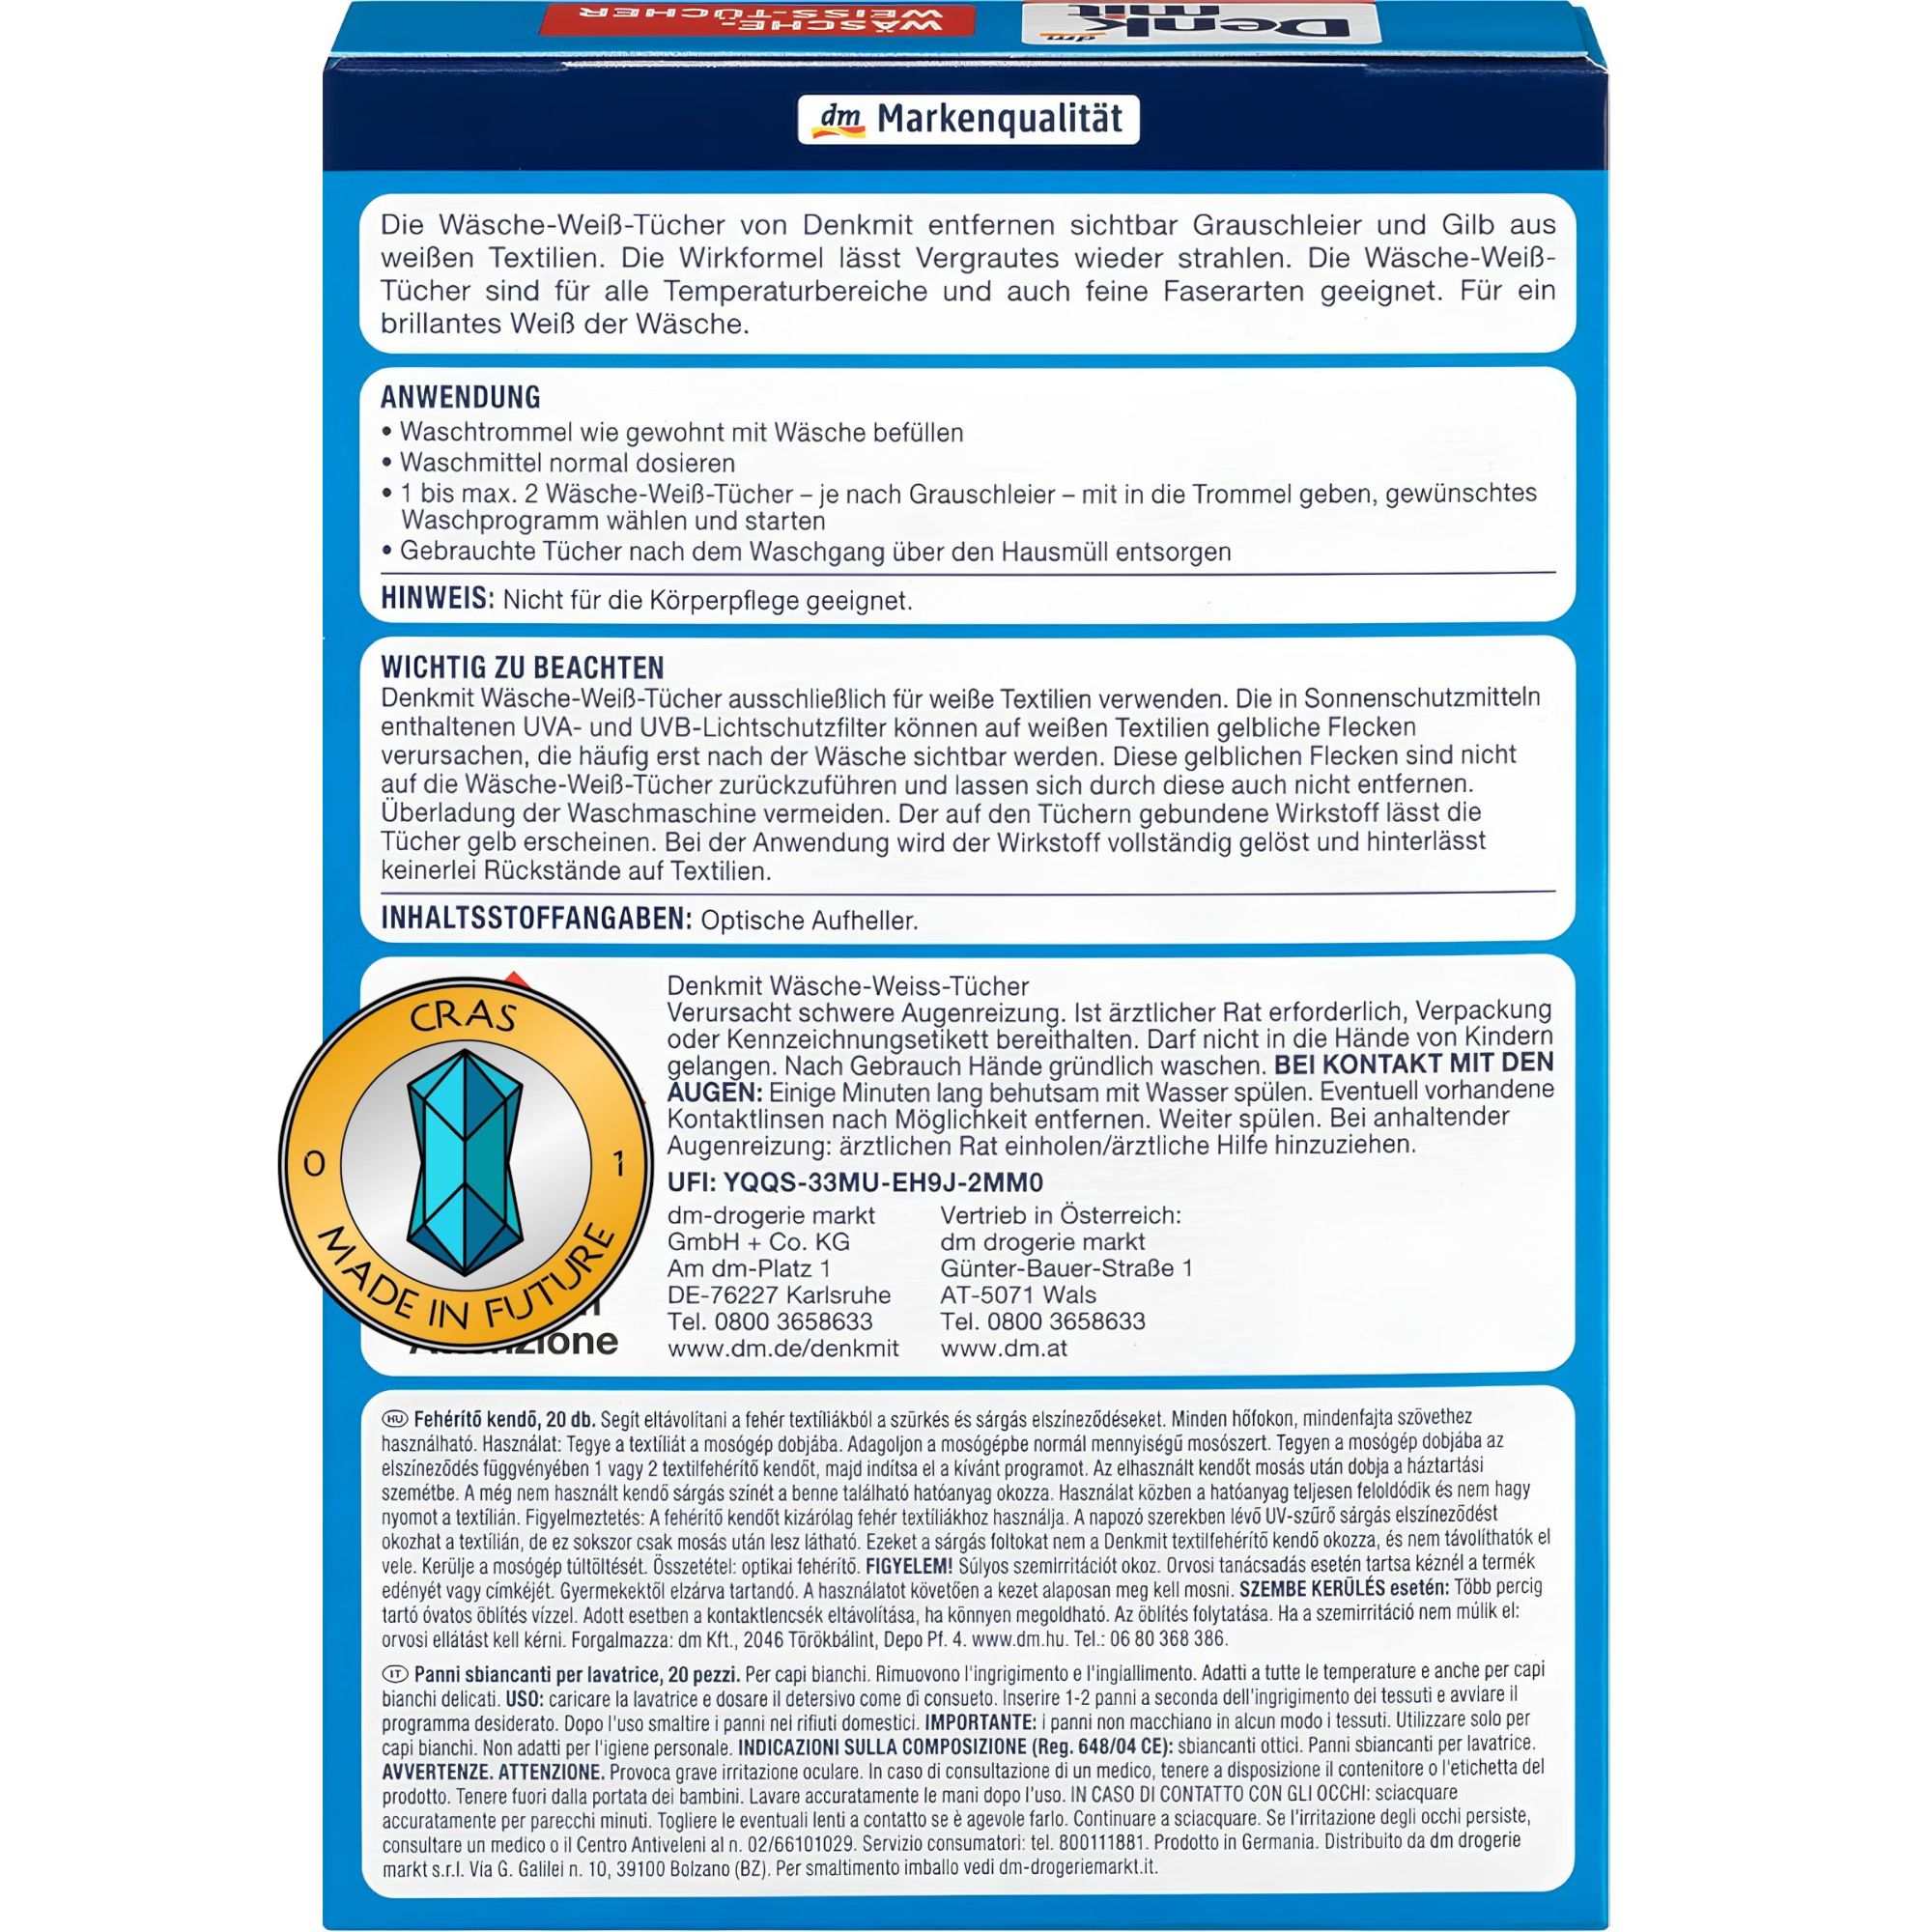 WÄSCHE-
WEISS-TÜCHER
dm
Denk
mit
dm Markenqualität
Die Wäsche-Weiß-Tücher von Denkmit entfernen sichtbar Grauschleier und Gilb aus
weißen Textilien. Die Wirkformel lässt Vergrautes wieder strahlen. Die Wäsche-Weiß-
Tücher sind für alle Temperaturbereiche und auch feine Faserarten geeignet. Für ein
brillantes Weiß der Wäsche.
ANWENDUNG
• Waschtrommel wie gewohnt mit Wäsche befüllen
• Waschmittel normal dosieren
• 1 bis max. 2 Wäsche-Weiß-Tücher – je nach Grauschleier – mit in die Trommel geben, gewünschtes
Waschprogramm wählen und starten
• Gebrauchte Tücher nach dem Waschgang über den Hausmüll entsorgen
HINWEIS: Nicht für die Körperpflege geeignet.
WICHTIG ZU BEACHTEN
Denkmit Wäsche-Weiß-Tücher ausschließlich für weiße Textilien verwenden. Die in Sonnenschutzmitteln
enthaltenen UVA- und UVB-Lichtschutzfilter können auf weißen Textilien gelbliche Flecken
verursachen, die häufig erst nach der Wäsche sichtbar werden. Diese gelblichen Flecken sind nicht
auf die Wäsche-Weiß-Tücher zurückzuführen und lassen sich durch diese auch nicht entfernen.
Überladung der Waschmaschine vermeiden. Der auf den Tüchern gebundene Wirkstoff lässt die
Tücher gelb erscheinen. Bei der Anwendung wird der Wirkstoff vollständig gelöst und hinterlässt
keinerlei Rückstände auf Textilien.
INHALTSSTOFFANGABEN: Optische Aufheller.
CRAS
0 1
MADE IN FUTURE
Denkmit Wäsche-Weiss-Tücher
Verursacht schwere Augenreizung. Ist ärztlicher Rat erforderlich, Verpackung
oder Kennzeichnungsetikett bereithalten. Darf nicht in die Hände von Kindern
gelangen. Nach Gebrauch Hände gründlich waschen. BEI KONTAKT MIT DEN
AUGEN: Einige Minuten lang behutsam mit Wasser spülen. Eventuell vorhandene
Kontaktlinsen nach Möglichkeit entfernen. Weiter spülen. Bei anhaltender
Augenreizung: ärztlichen Rat einholen/ärztliche Hilfe hinzuziehen.
UFI: YQQS-33MU-EH9J-2MM0
dm-drogerie markt
GmbH + Co. KG
Am dm-Platz 1
DE-76227 Karlsruhe
Tel. 0800 3658633
www.dm.de/denkmit
Vertrieb in Österreich:
dm drogerie markt
Günter-Bauer-Straße 1
AT-5071 Wals
Tel. 0800 3658633
www.dm.at
HU Fehérítő kendő, 20 db. Segít eltávolítani a fehér textíliákból a szürkés és sárgás elszíneződéseket. Minden hőfokon, mindenfajta szövethez
használható. Használat: Tegye a textíliát a mosógép dobjába. Adagoljon a mosógépbe normál mennyiségű mosószert. Tegyen a mosógép dobjába az
elszíneződés függvényében 1 vagy 2 textilfehérítő kendőt, majd indítsa el a kívánt programot. Az elhasznált kendőt mosás után dobja a háztartási
szemétbe. A még nem használt kendő sárgás színét a benne található hatóanyag okozza. Használat közben a hatóanyag teljesen feloldódik és nem hagy
nyomot a textílián. Figyelmeztetés: A fehérítő kendőt kizárólag fehér textíliákhoz használja. A napozó szerekben lévő UV-szűrő sárgás elszíneződést
okozhat a textílián, de ez sokszor csak mosás után lesz látható. Ezeket a sárgás foltokat nem a Denkmit textilfehérítő kendő okozza, és nem távolíthatók el
vele. Kerülje a mosógép túltöltését. Összetétel: optikai fehérítő. FIGYELEM! Súlyos szemirritációt okoz. Orvosi tanácsadás esetén tartsa kéznél a termék
edényét vagy címkéjét. Gyermekektől elzárva tartandó. A használatot követően a kezet alaposan meg kell mosni. SZEMBE KERÜLÉS esetén: Több percig
tartó óvatos öblítés vízzel. Adott esetben a kontaktlencsék eltávolítása, ha könnyen megoldható. Az öblítés folytatása. Ha a szemirritáció nem múlik el:
orvosi ellátást kell kérni. Forgalmazza: dm Kft., 2046 Törökbálint, Depo Pf. 4. www.dm.hu. Tel.: 06 80 368 386.
IT Panni sbiancanti per lavatrice, 20 pezzi. Per capi bianchi. Rimuovono l'ingrigimento e l'ingiallimento. Adatti a tutte le temperature e anche per capi
bianchi delicati. USO: caricare la lavatrice e dosare il detersivo come di consueto. Inserire 1-2 panni a seconda dell'ingrigimento dei tessuti e avviare il
programma desiderato. Dopo l'uso smaltire i panni nei rifiuti domestici. IMPORTANTE: i panni non macchiano in alcun modo i tessuti. Utilizzare solo per
capi bianchi. Non adatti per l'igiene personale. INDICAZIONI SULLA COMPOSIZIONE (Reg. 648/04 CE): sbiancanti ottici. Panni sbiancanti per lavatrice.
AVVERTENZE. ATTENZIONE. Provoca grave irritazione oculare. In caso di consultazione di un medico, tenere a disposizione il contenitore o l'etichetta del
prodotto. Tenere fuori dalla portata dei bambini. Lavare accuratamente le mani dopo l'uso. IN CASO DI CONTATTO CON GLI OCCHI: sciacquare
accuratamente per parecchi minuti. Togliere le eventuali lenti a contatto se è agevole farlo. Continuare a sciacquare. Se l'irritazione degli occhi persiste,
consultare un medico o il Centro Antiveleni al n. 02/66101029. Servizio consumatori: tel. 800111881. Prodotto in Germania. Distribuito da dm drogerie
markt s.r.l. Via G. Galilei n. 10, 39100 Bolzano (BZ). Per smaltimento imballo vedi dm-drogeriemarkt.it.